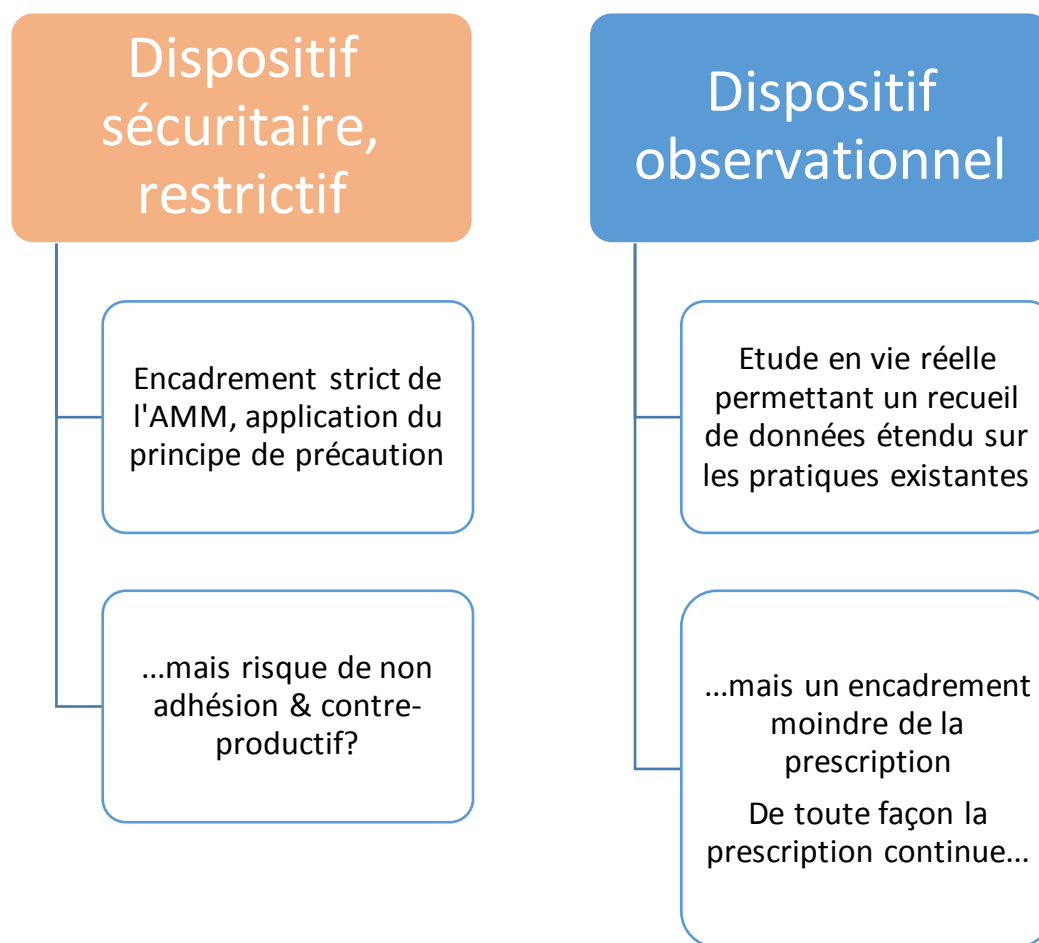 Dispositif
sécuritaire,
restrictif
Encadrement strict de
l'AMM, application du
principe de précaution
...mais risque de non
adhésion & contre-
productif?
Dispositif
observationnel
Etude en vie réelle
permettant un recueil
de données étendu sur
les pratiques existantes
...mais un encadrement
moindre de la
prescription
De toute façon la
prescription continue...